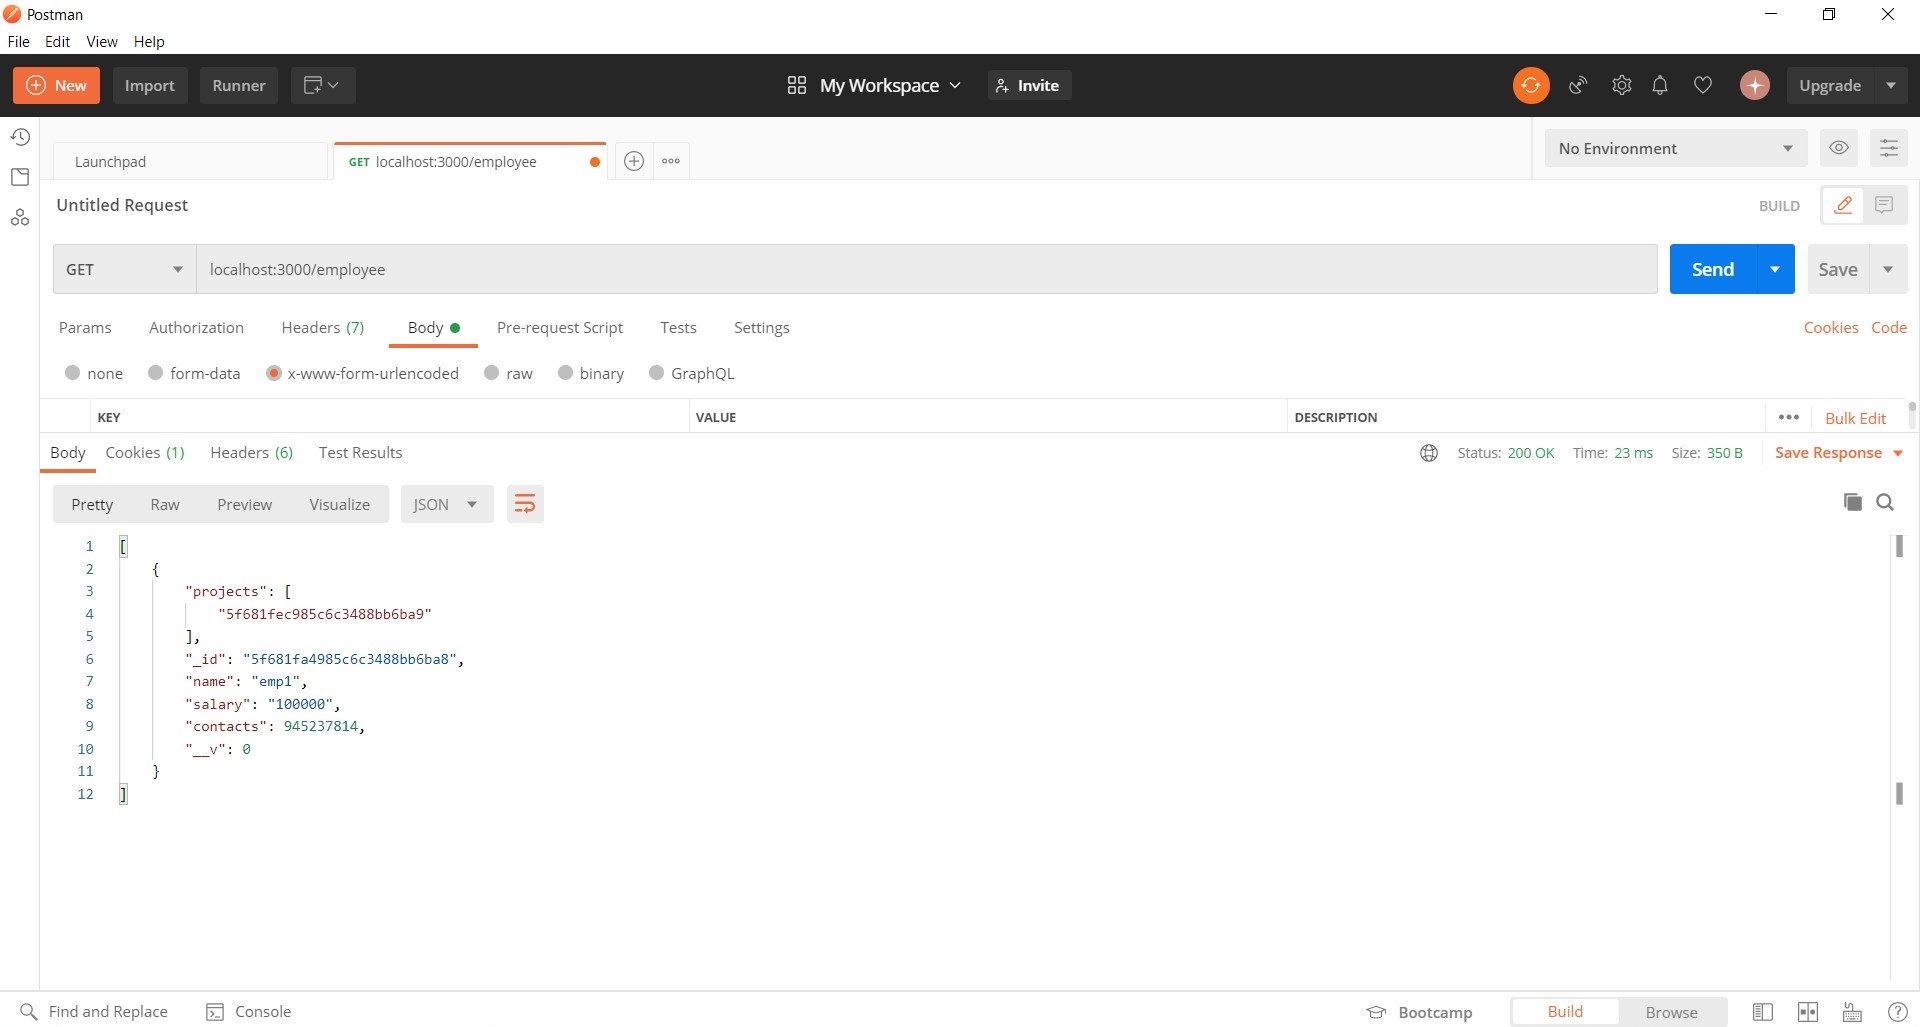 Postman
File Edit View Help
New Import Runner My Workspace Invite Upgrade
Launchpad GET localhost:3000/employee No Environment
Untitled Request BUILD
GET localhost:3000/employee Send Save
Params Authorization Headers (7) Body Pre-request Script Tests Settings Cookies Code
none form-data x-www-form-urlencoded raw binary GraphQL
KEY VALUE DESCRIPTION Bulk Edit
Body Cookies (1) Headers (6) Test Results Status: 200 OK Time: 23 ms Size: 350 B Save Response
Pretty Raw Preview Visualize JSON
1 [
2 {
3 "projects": [
4 "5f681fec985c6c3488bb6ba9"
5 ],
6 "_id": "5f681fa4985c6c3488bb6ba8",
7 "name": "emp1",
8 "salary": "100000",
9 "contacts": 945237814,
10 "__v": 0
11 }
12 ]
Find and Replace Console Bootcamp Build Browse